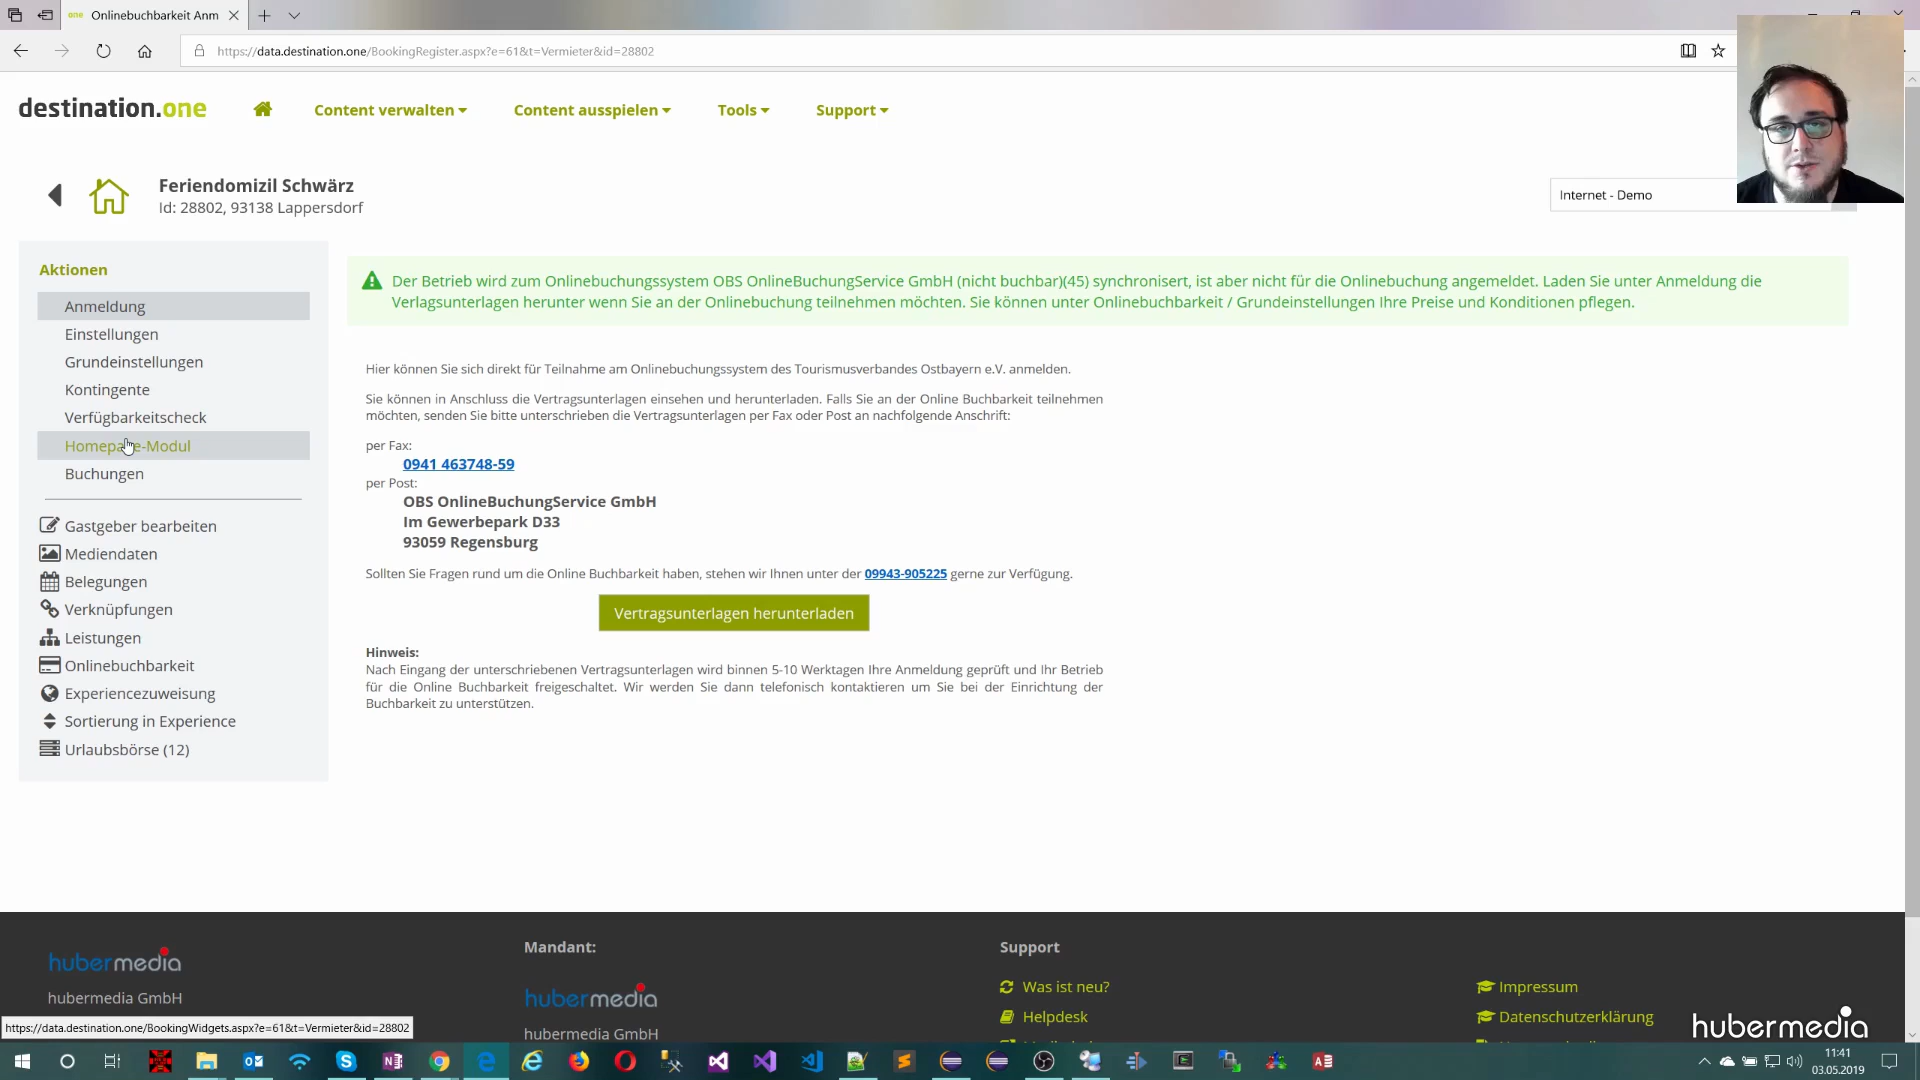 one Onlinebuchbarkeit Anm
https://data.destination.one/BookingRegister.aspx?e=61&t=Vermieter&id=28802
destination.one
Content verwalten
Content ausspielen
Tools
Support
Feriendomizil Schwärz
Id: 28802, 93138 Lappersdorf
Internet - Demo
Aktionen
Anmeldung
Einstellungen
Grundeinstellungen
Kontingente
Verfügbarkeitscheck
Homepage-Modul
Buchungen
Gastgeber bearbeiten
Mediendaten
Belegungen
Verknüpfungen
Leistungen
Onlinebuchbarkeit
Experiencezuweisung
Sortierung in Experience
Urlaubsbörse (12)
Der Betrieb wird zum Onlinebuchungssystem OBS OnlineBuchungService GmbH (nicht buchbar)(45) synchronisert, ist aber nicht für die Onlinebuchung angemeldet. Laden Sie unter Anmeldung die
Verlagsunterlagen herunter wenn Sie an der Onlinebuchung teilnehmen möchten. Sie können unter Onlinebuchbarkeit / Grundeinstellungen Ihre Preise und Konditionen pflegen.
Hier können Sie sich direkt für Teilnahme am Onlinebuchungssystem des Tourismusverbandes Ostbayern e.V. anmelden.
Sie können in Anschluss die Vertragsunterlagen einsehen und herunterladen. Falls Sie an der Online Buchbarkeit teilnehmen
möchten, senden Sie bitte unterschrieben die Vertragsunterlagen per Fax oder Post an nachfolgende Anschrift:
per Fax:
0941 463748-59
per Post:
OBS OnlineBuchungService GmbH
Im Gewerbepark D33
93059 Regensburg
Sollten Sie Fragen rund um die Online Buchbarkeit haben, stehen wir Ihnen unter der 09943-905225 gerne zur Verfügung.
Vertragsunterlagen herunterladen
Hinweis:
Nach Eingang der unterschriebenen Vertragsunterlagen wird binnen 5-10 Werktagen Ihre Anmeldung geprüft und Ihr Betrieb
für die Online Buchbarkeit freigeschaltet. Wir werden Sie dann telefonisch kontaktieren um Sie bei der Einrichtung der
Buchbarkeit zu unterstützen.
hubermedia
hubermedia GmbH
Mandant:
hubermedia
hubermedia GmbH
Support
Was ist neu?
Helpdesk
Impressum
Datenschutzerklärung
hubermedia
https://data.destination.one/BookingWidgets.aspx?e=61&t=Vermieter&id=28802
11:41
03.05.2019